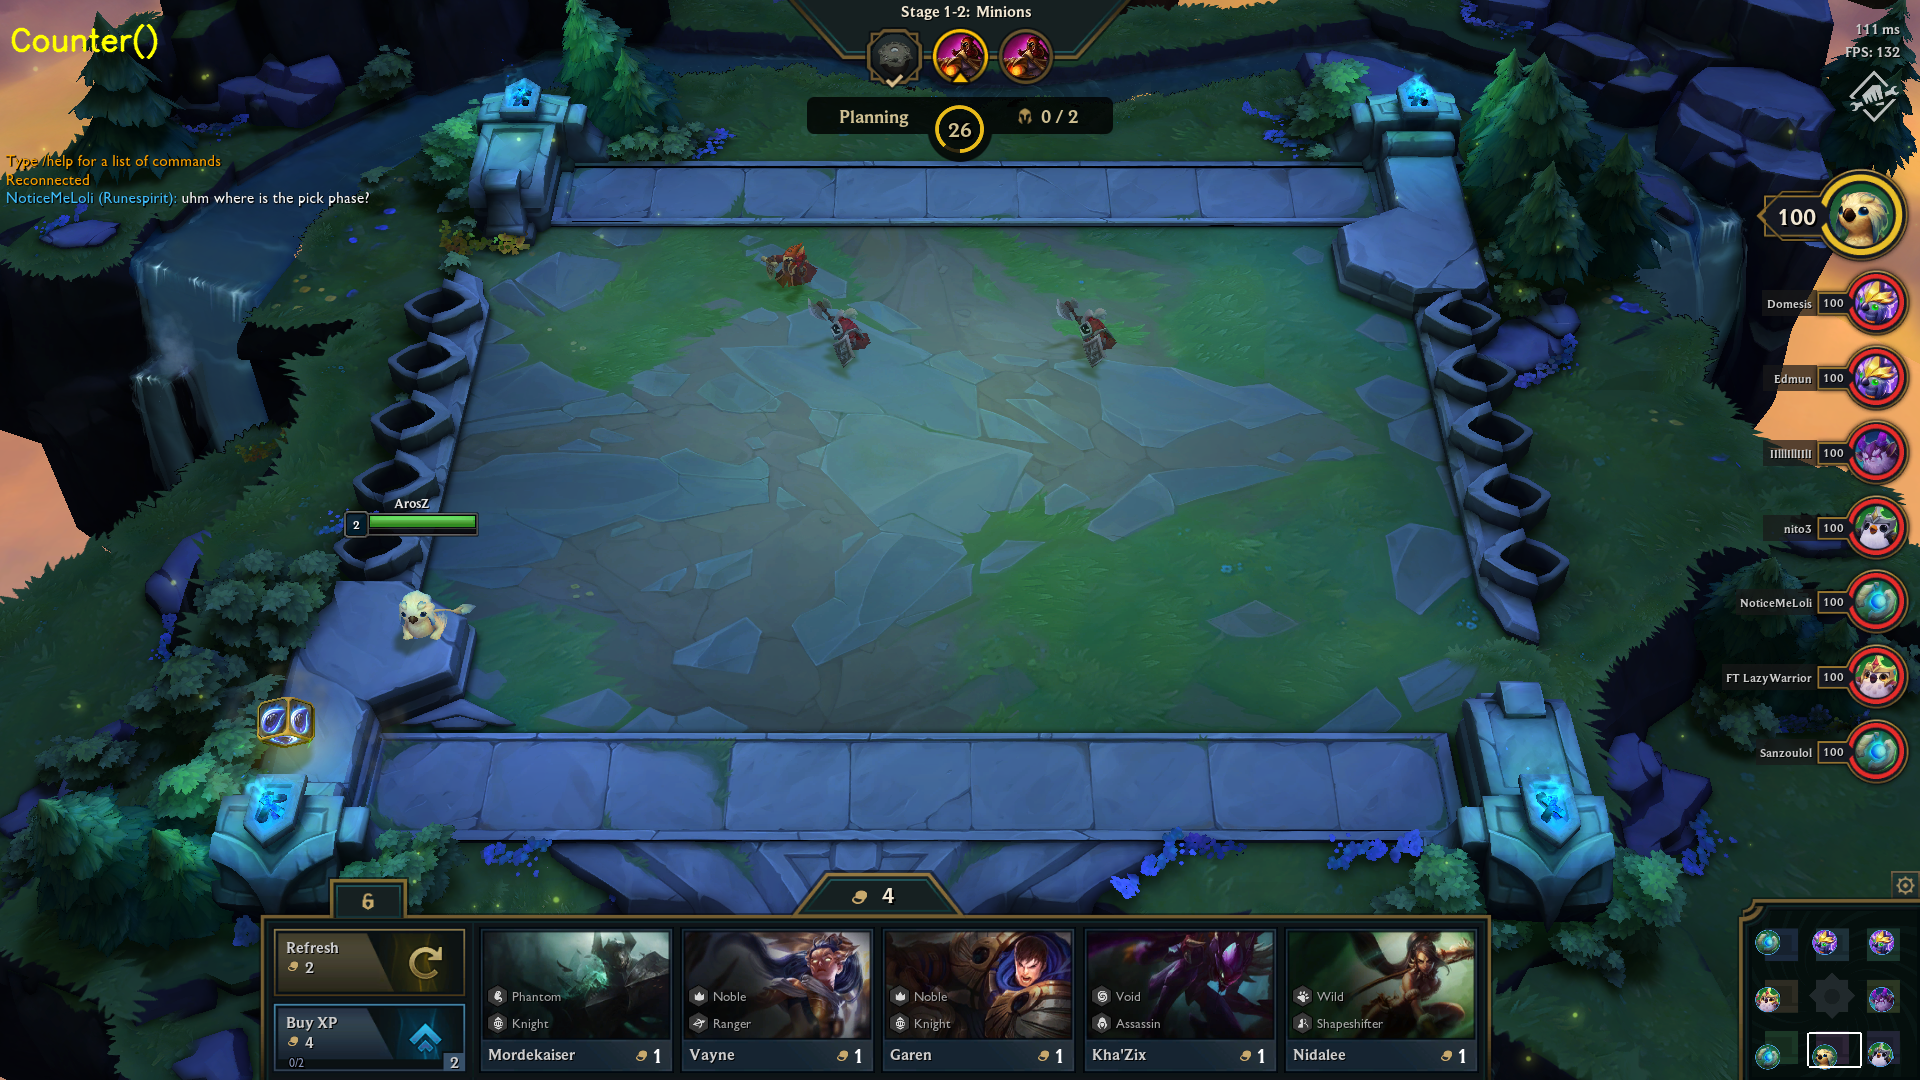 Stage 1-2: Minions
Counter()
111 ms
FPS: 132
Planning
26
0 / 2
Type /help for a list of commands
Reconnected
NoticeMeLoli (Runespirit): uhm where is the pick phase?
100
Domesis 100
Edmun 100
100
nito3 100
NoticeMeLoli 100
FT LazyWarrior 100
Sanzoulol 100
ArosZ
2
6
4
Refresh
2
Buy XP
4
0/2
2
Phantom
Knight
Mordekaiser 1
Noble
Ranger
Vayne 1
Noble
Knight
Garen 1
Void
Assassin
Kha'Zix 1
Wild
Shapeshifter
Nidalee 1